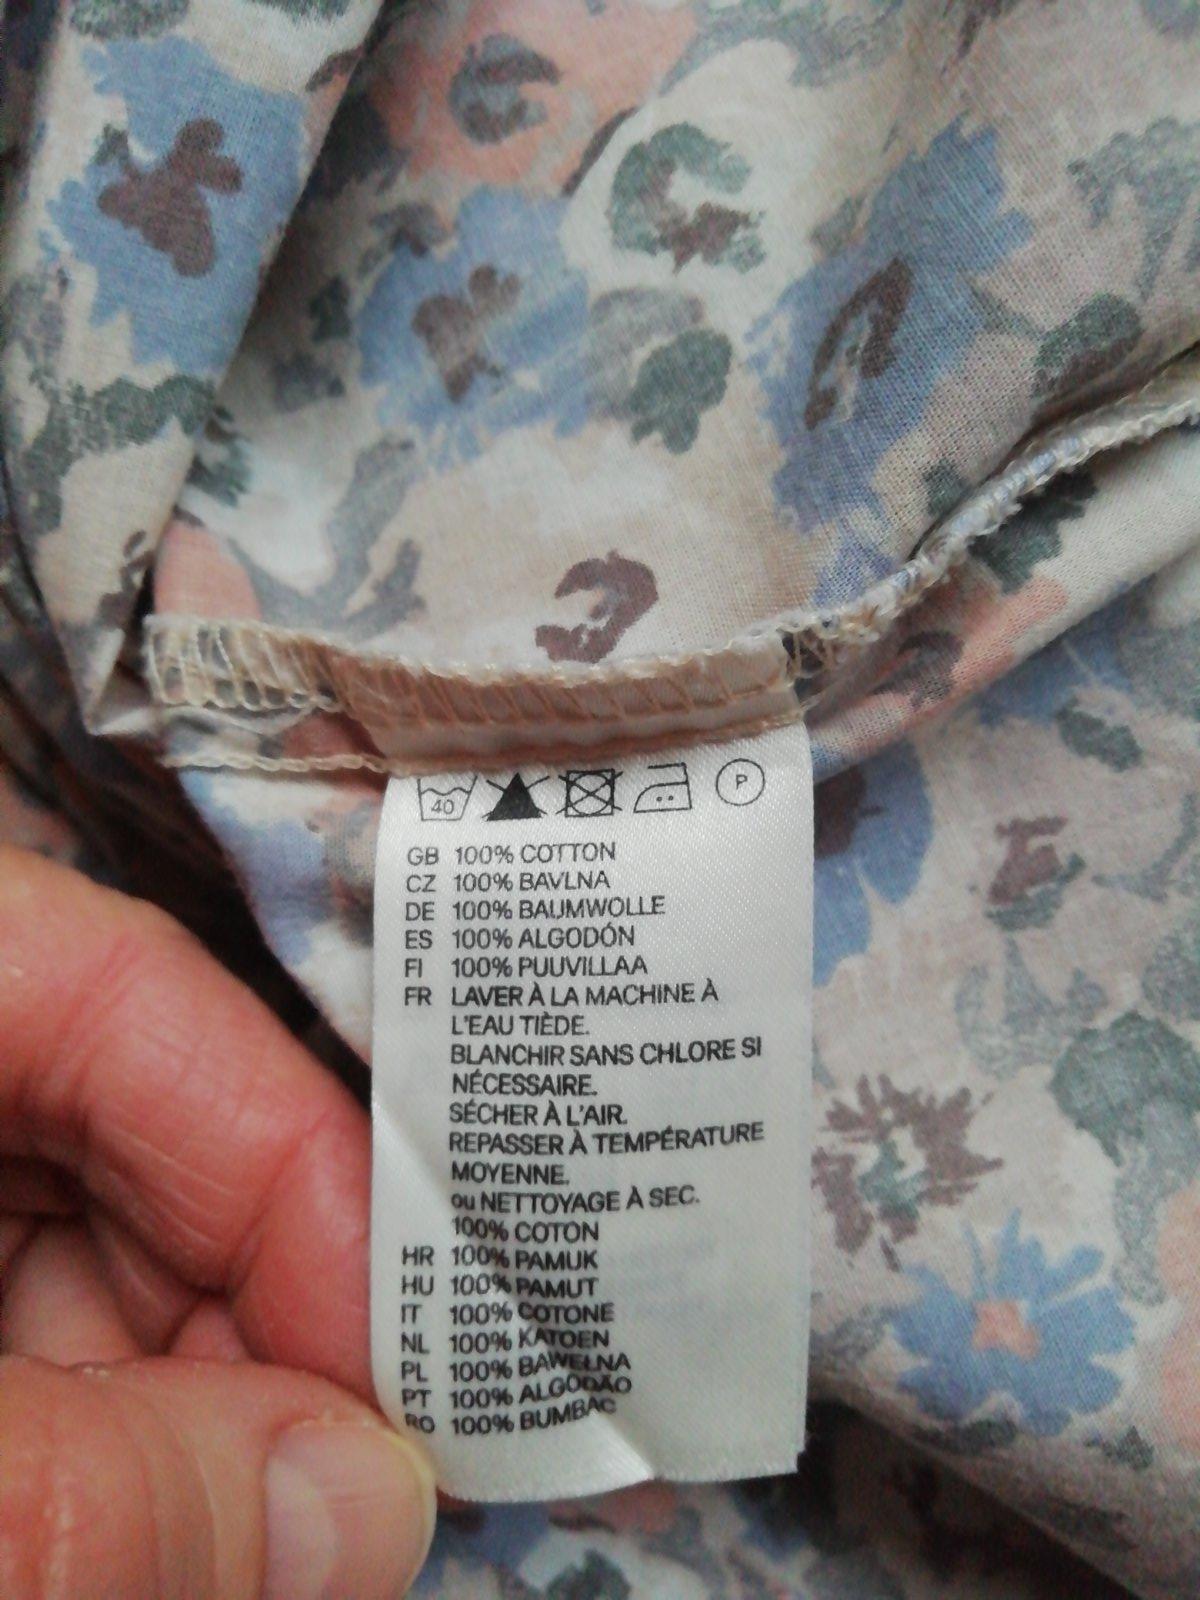 40 P
GB 100% COTTON
CZ 100% BAVLNA
DE 100% BAUMWOLLE
ES 100% ALGODÓN
FI 100% PUUVILLAA
FR LAVER À LA MACHINE À
L'EAU TIÈDE.
BLANCHIR SANS CHLORE SI
NÉCESSAIRE.
SÉCHER À L'AIR.
REPASSER À TEMPÉRATURE
MOYENNE.
ou NETTOYAGE À SEC.
100% COTON
HR 100% PAMUK
HU 100% PAMUT
IT 100% COTONE
NL 100% KATOEN
PL 100% BAWEŁNA
PT 100% ALGODÃO
RO 100% BUMBAC